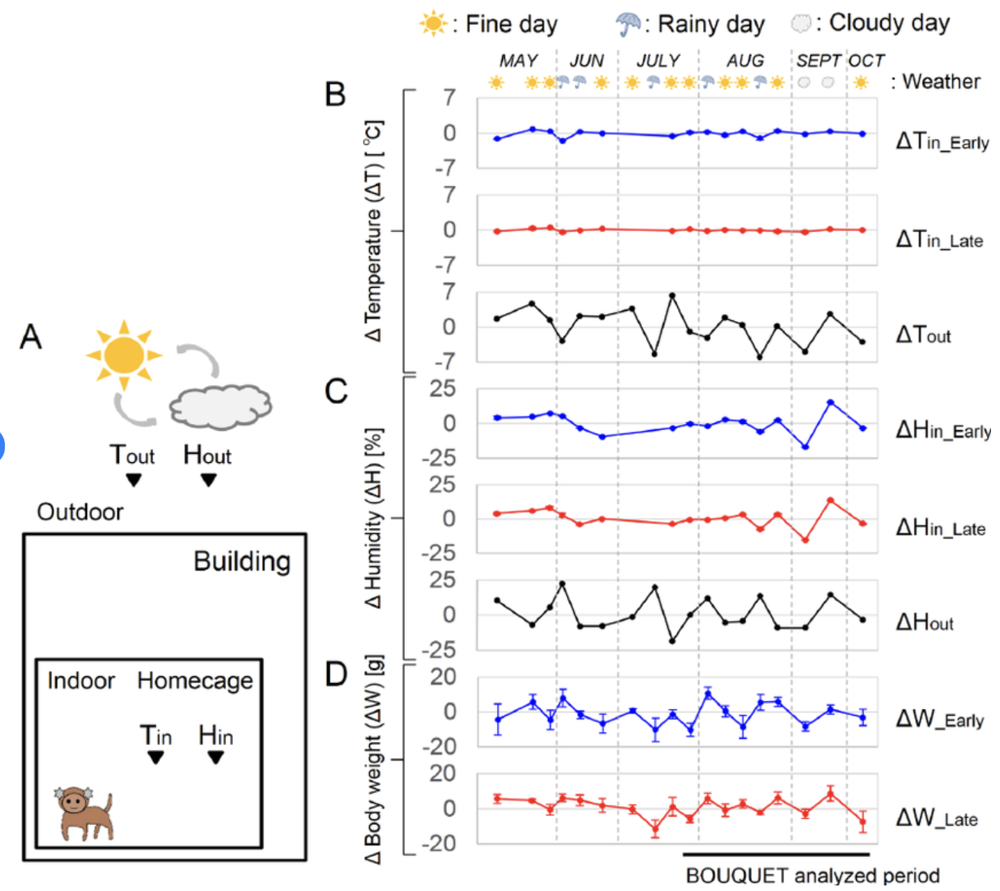 : Fine day : Rainy day : Cloudy day
MAY JUN JULY AUG SEPT OCT
: Weather
B
Δ Temperature (ΔT) [°C]
7
0
-7
ΔTin_Early
7
0
-7
ΔTin_Late
7
0
-7
ΔTout
A
Tout Hout
Outdoor
Building
Indoor Homecage
Tin Hin
C
Δ Humidity (ΔH) [%]
25
0
-25
ΔHin_Early
25
0
-25
ΔHin_Late
25
0
-25
ΔHout
D
Δ Body weight (ΔW) [g]
20
0
-20
ΔW_Early
20
0
-20
ΔW_Late
BOUQUET analyzed period